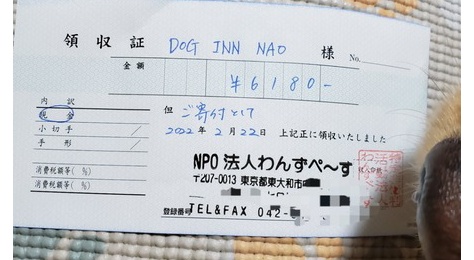 領収証 DOG INN NAO 様 No.
金額 ¥6180-
内訳
現金 但 ご寄付として
小切手 2022年2月22日 上記正に領収いたしました
手形
消費税額等(%)
消費税額等(%)
NPO法人わんずぺ〜す
〒207-0013 東京都東大和市
登録番号 TEL&FAX 042-